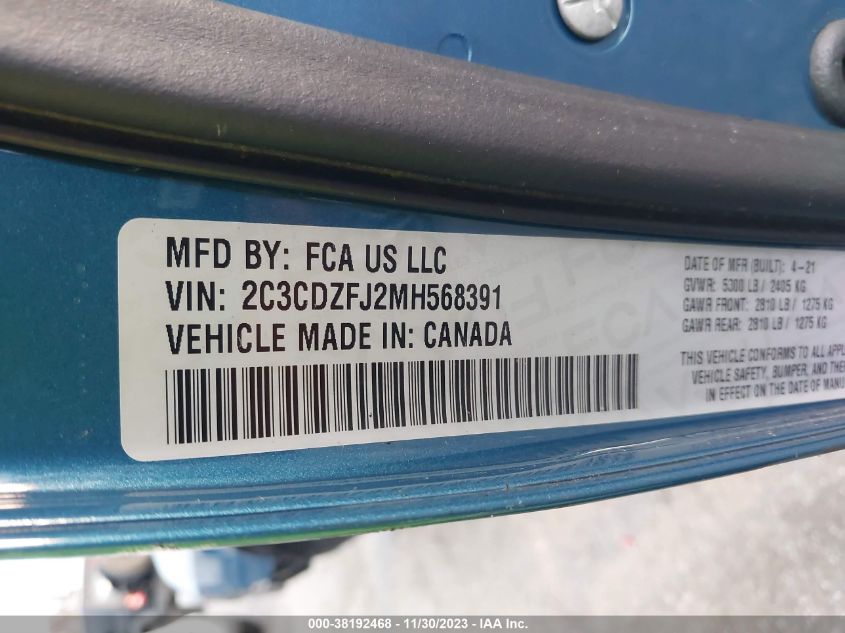 MFD BY: FCA US LLC
VIN: 2C3CDZFJ2MH568391
VEHICLE MADE IN: CANADA
DATE OF MFR (BUILT): 4-21
GVWR: 5300 LB / 2405 KG
GAWR FRONT: 2810 LB / 1275 KG
GAWR REAR: 2810 LB / 1275 KG
THIS VEHICLE CONFORMS TO ALL APPL
VEHICLE SAFETY, BUMPER, AND THE
IN EFFECT ON THE DATE OF MANU
000-38192468 - 11/30/2023 - IAA Inc.